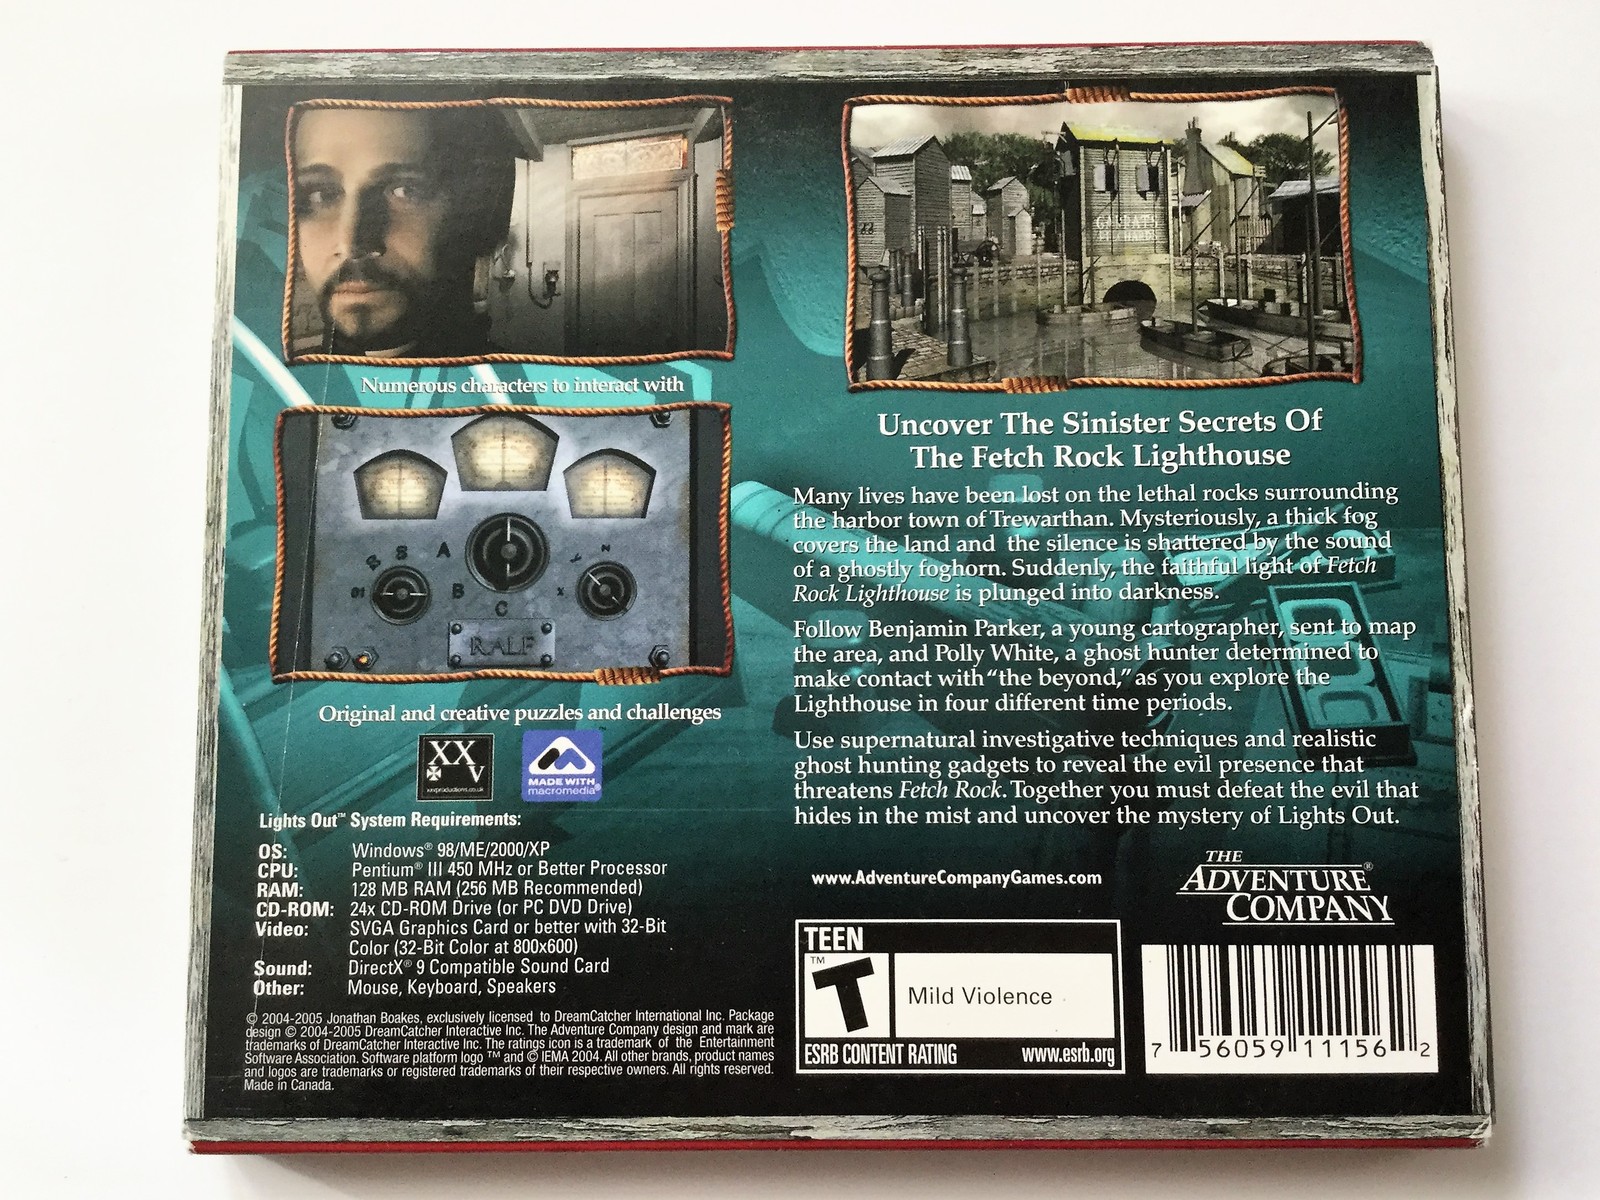 Numerous characters to interact with
S
A
B
C
X
N
RALF
Original and creative puzzles and challenges
XX
V
xxvproductions.co.uk
MADE WITH
macromedia®
Lights Out™ System Requirements:
OS: Windows® 98/ME/2000/XP
CPU: Pentium® III 450 MHz or Better Processor
RAM: 128 MB RAM (256 MB Recommended)
CD-ROM: 24x CD-ROM Drive (or PC DVD Drive)
Video: SVGA Graphics Card or better with 32-Bit
Color (32-Bit Color at 800x600)
Sound: DirectX® 9 Compatible Sound Card
Other: Mouse, Keyboard, Speakers
© 2004-2005 Jonathan Boakes, exclusively licensed to DreamCatcher International Inc. Package
design © 2004-2005 DreamCatcher Interactive Inc. The Adventure Company design and mark are
trademarks of DreamCatcher Interactive Inc. The ratings icon is a trademark of the Entertainment
Software Association. Software platform logo ™ and © IEMA 2004. All other brands, product names
and logos are trademarks or registered trademarks of their respective owners. All rights reserved.
Made in Canada.
Uncover The Sinister Secrets Of
The Fetch Rock Lighthouse
Many lives have been lost on the lethal rocks surrounding
the harbor town of Trewarthan. Mysteriously, a thick fog
covers the land and the silence is shattered by the sound
of a ghostly foghorn. Suddenly, the faithful light of Fetch
Rock Lighthouse is plunged into darkness.
Follow Benjamin Parker, a young cartographer, sent to map
the area, and Polly White, a ghost hunter determined to
make contact with "the beyond," as you explore the
Lighthouse in four different time periods.
Use supernatural investigative techniques and realistic
ghost hunting gadgets to reveal the evil presence that
threatens Fetch Rock. Together you must defeat the evil that
hides in the mist and uncover the mystery of Lights Out.
www.AdventureCompanyGames.com
THE
ADVENTURE®
COMPANY
TEEN
™
T
Mild Violence
ESRB CONTENT RATING www.esrb.org
7 56059 11156 2